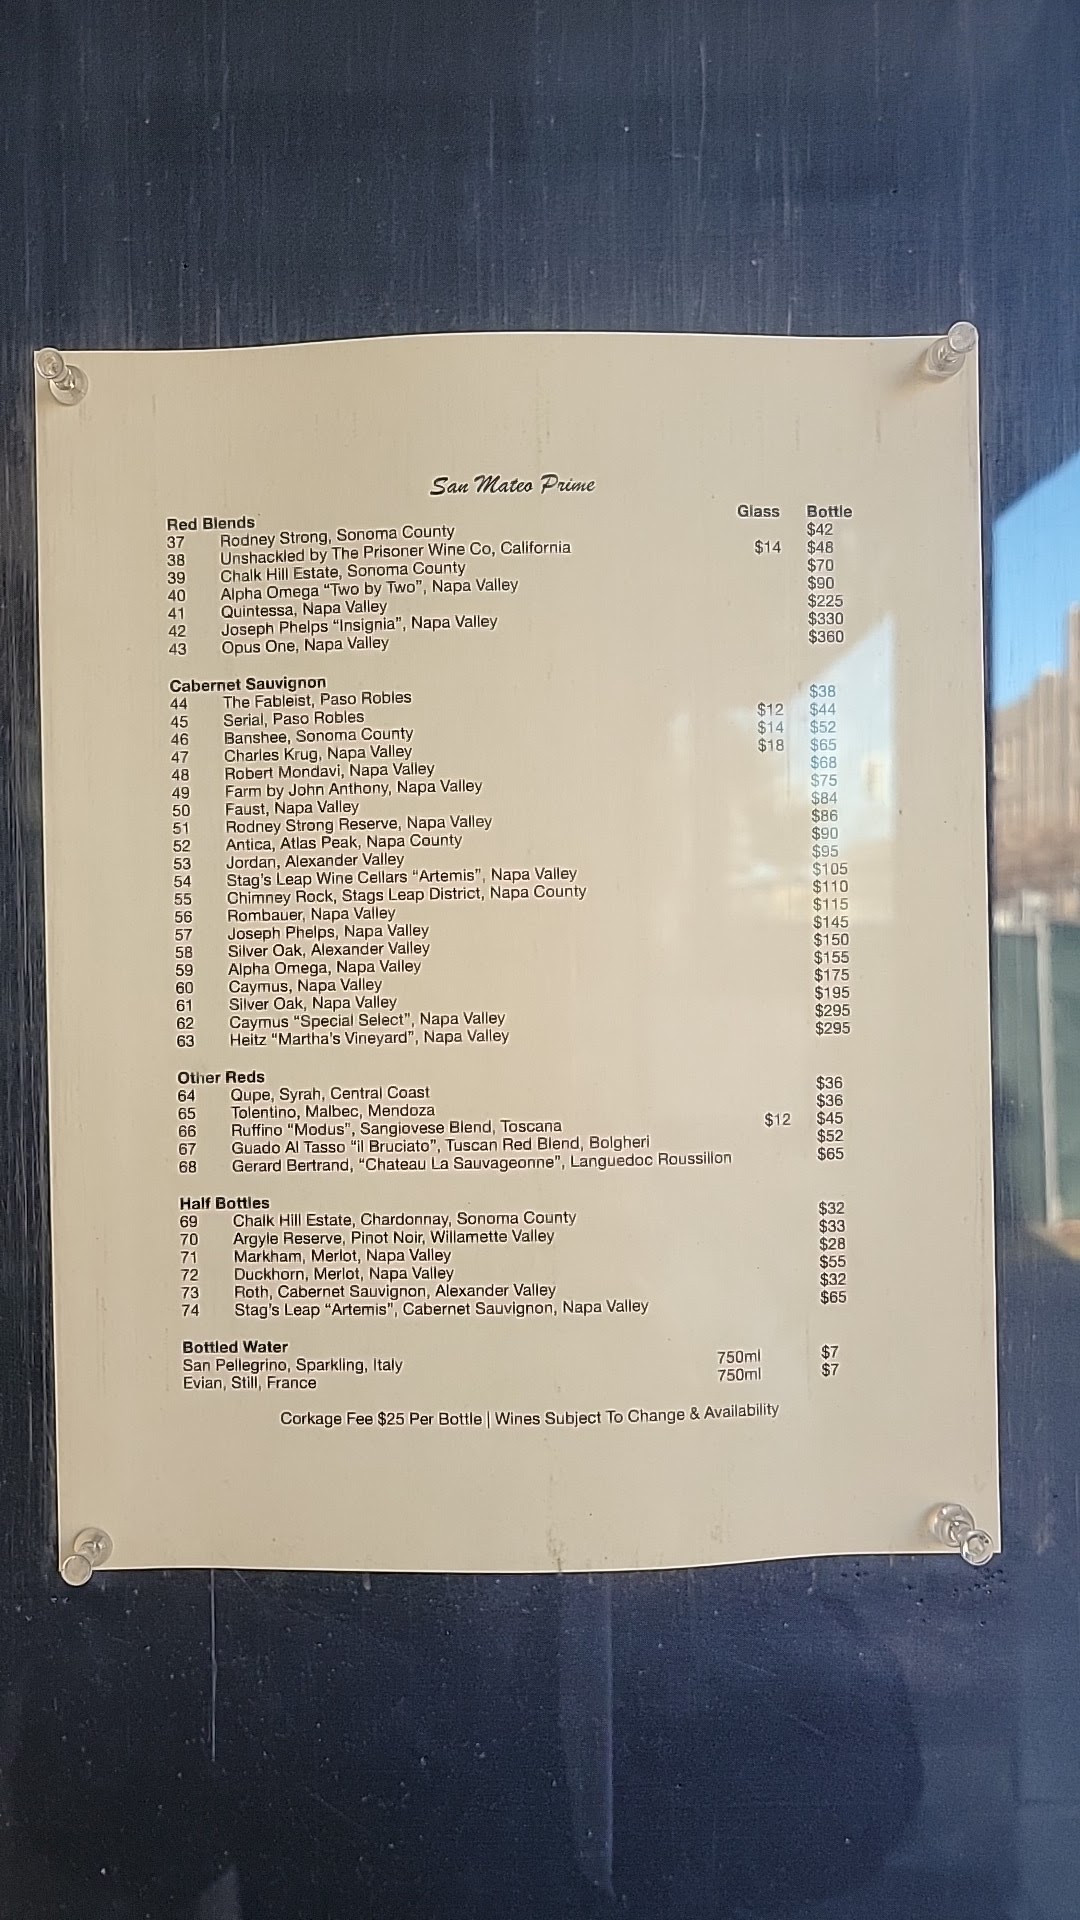 San Mateo Prime
Glass Bottle
Red Blends
37 Rodney Strong, Sonoma County $42
38 Unshackled by The Prisoner Wine Co, California $14 $48
39 Chalk Hill Estate, Sonoma County $70
40 Alpha Omega “Two by Two”, Napa Valley $90
41 Quintessa, Napa Valley $225
42 Joseph Phelps “Insignia”, Napa Valley $330
43 Opus One, Napa Valley $360
Cabernet Sauvignon
44 The Fableist, Paso Robles $38
45 Serial, Paso Robles $12 $44
46 Banshee, Sonoma County $14 $52
47 Charles Krug, Napa Valley $18 $65
48 Robert Mondavi, Napa Valley $68
49 Farm by John Anthony, Napa Valley $75
50 Faust, Napa Valley $84
51 Rodney Strong Reserve, Napa Valley $86
52 Antica, Atlas Peak, Napa County $90
53 Jordan, Alexander Valley $95
54 Stag's Leap Wine Cellars “Artemis”, Napa Valley $105
55 Chimney Rock, Stags Leap District, Napa County $110
56 Rombauer, Napa Valley $115
57 Joseph Phelps, Napa Valley $145
58 Silver Oak, Alexander Valley $150
59 Alpha Omega, Napa Valley $155
60 Caymus, Napa Valley $175
61 Silver Oak, Napa Valley $195
62 Caymus “Special Select”, Napa Valley $295
63 Heitz “Martha's Vineyard”, Napa Valley $295
Other Reds
64 Qupe, Syrah, Central Coast $36
65 Tolentino, Malbec, Mendoza $36
66 Ruffino “Modus”, Sangiovese Blend, Toscana $12 $45
67 Guado Al Tasso “il Bruciato”, Tuscan Red Blend, Bolgheri $52
68 Gerard Bertrand, “Chateau La Sauvageonne”, Languedoc Roussillon $65
Half Bottles
69 Chalk Hill Estate, Chardonnay, Sonoma County $32
70 Argyle Reserve, Pinot Noir, Willamette Valley $33
71 Markham, Merlot, Napa Valley $28
72 Duckhorn, Merlot, Napa Valley $55
73 Roth, Cabernet Sauvignon, Alexander Valley $32
74 Stag's Leap “Artemis”, Cabernet Sauvignon, Napa Valley $65
Bottled Water
San Pellegrino, Sparkling, Italy 750ml $7
Evian, Still, France 750ml $7
Corkage Fee $25 Per Bottle | Wines Subject To Change & Availability